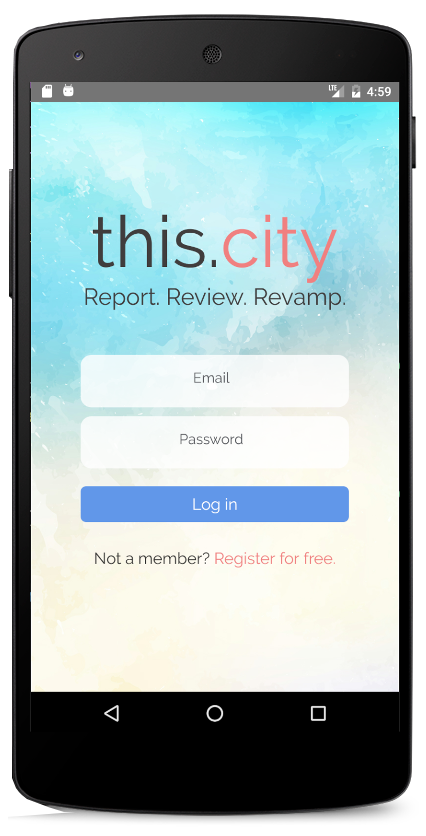 LTE 4:59
this.city
Report. Review. Revamp.
Email
Password
Log in
Not a member? Register for free.